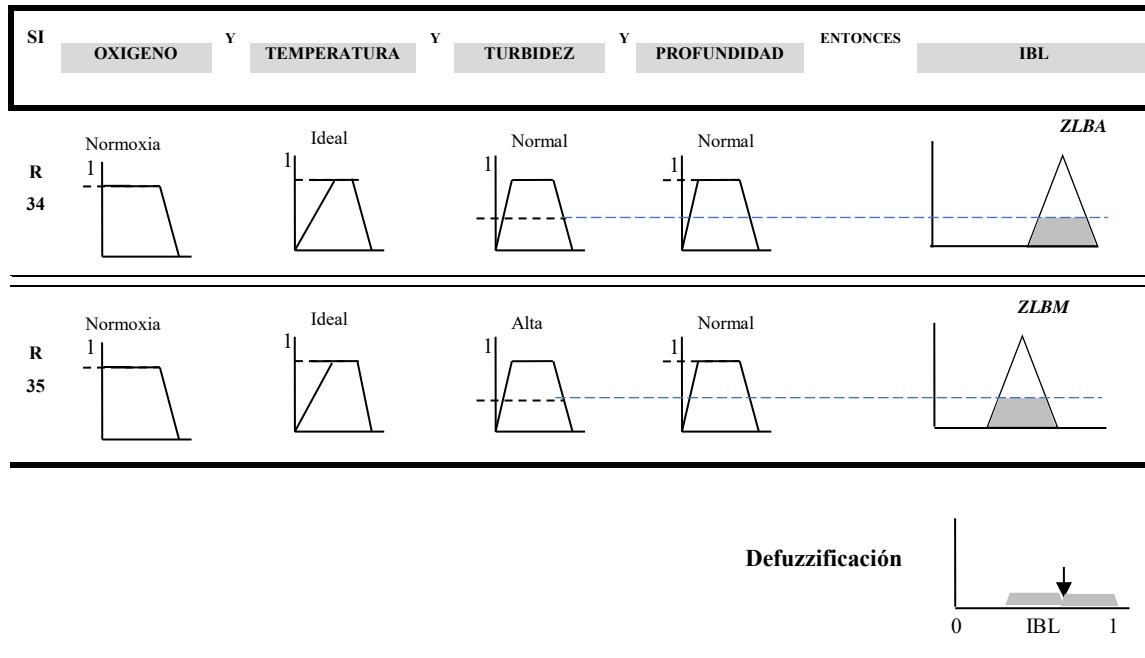 SI OXIGENO Y TEMPERATURA Y TURBIDEZ Y PROFUNDIDAD ENTONCES IBL
ZLBA
Normoxia Ideal Normal Normal
1 1 1 1
R
34
ZLBM
Normoxia Ideal Alta Normal
1 1 1 1
R
35
Defuzzificación
0 IBL 1